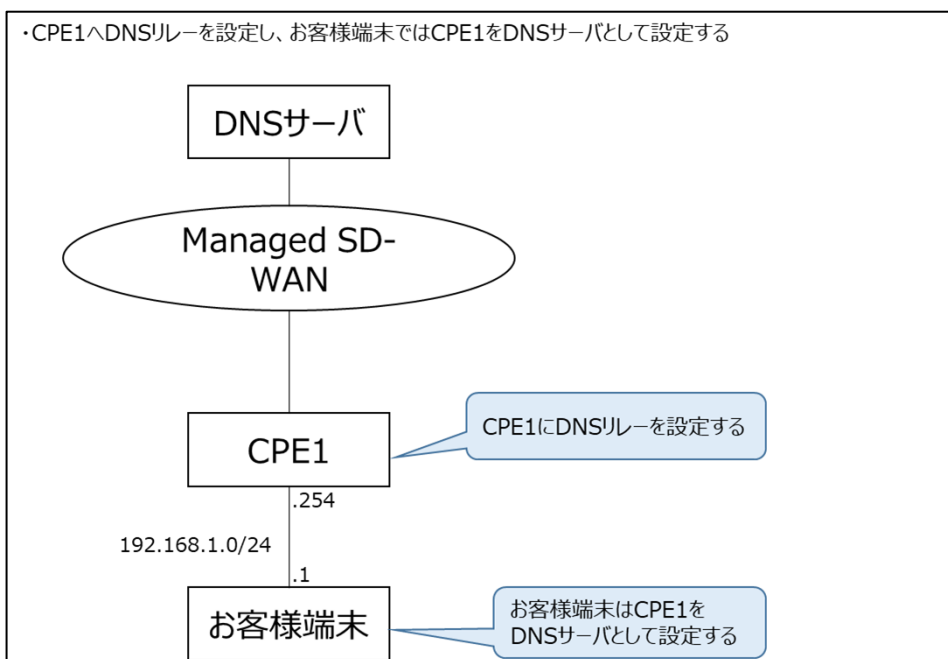 ・CPE1へDNSリレーを設定し、お客様端末ではCPE1をDNSサーバとして設定する
DNSサーバ
Managed SD-
WAN
CPE1にDNSリレーを設定する
CPE1
.254
192.168.1.0/24
.1
お客様端末
お客様端末はCPE1を
DNSサーバとして設定する